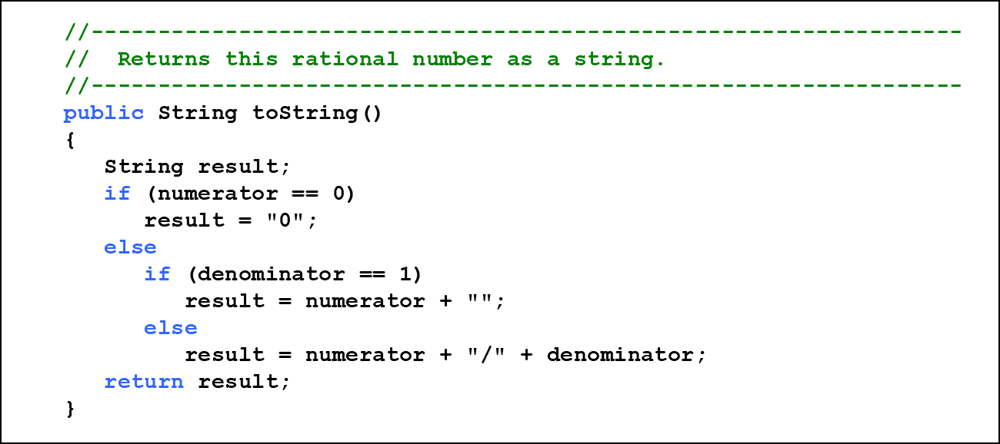 //-----------------------------------------------------------------
//  Returns this rational number as a string.
//-----------------------------------------------------------------
public String toString()
{
   String result;
   if (numerator == 0)
      result = "0";
   else
      if (denominator == 1)
         result = numerator + "";
      else
         result = numerator + "/" + denominator;
   return result;
}